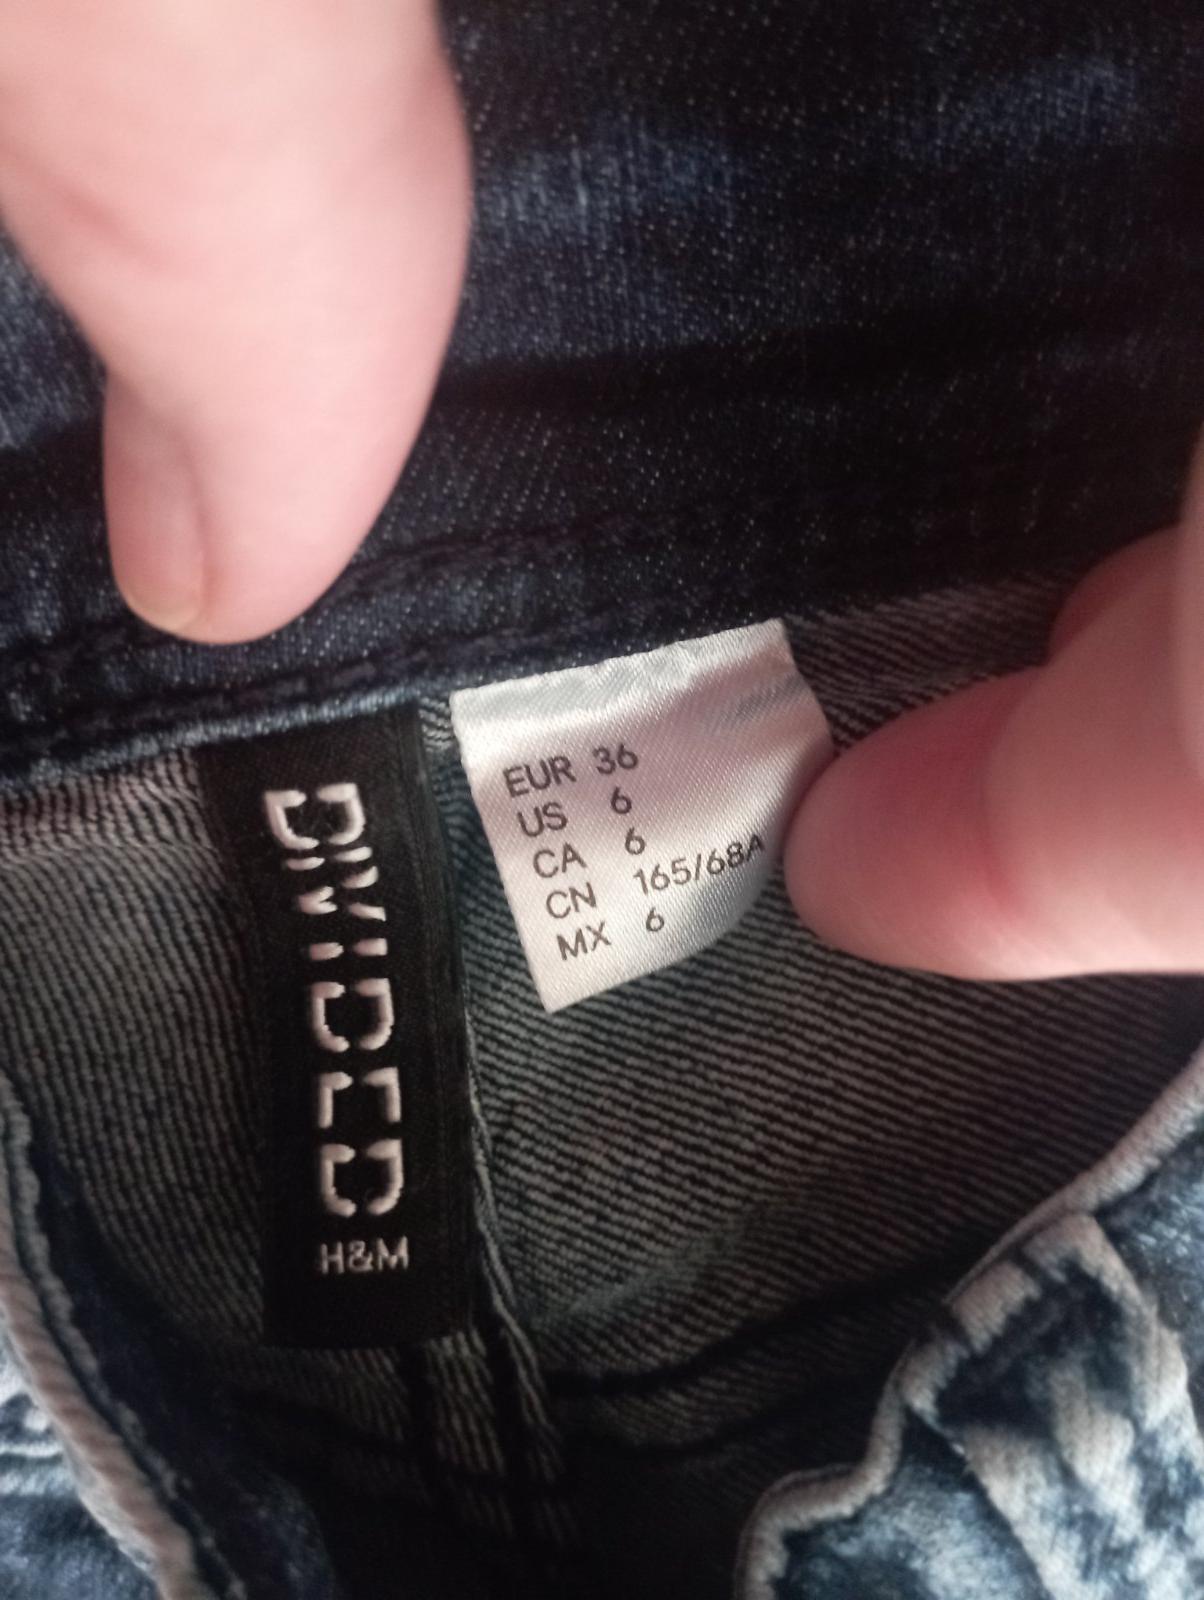 DIVIDED
H&M
EUR 36
US 6
CA 6
CN 165/68A
MX 6